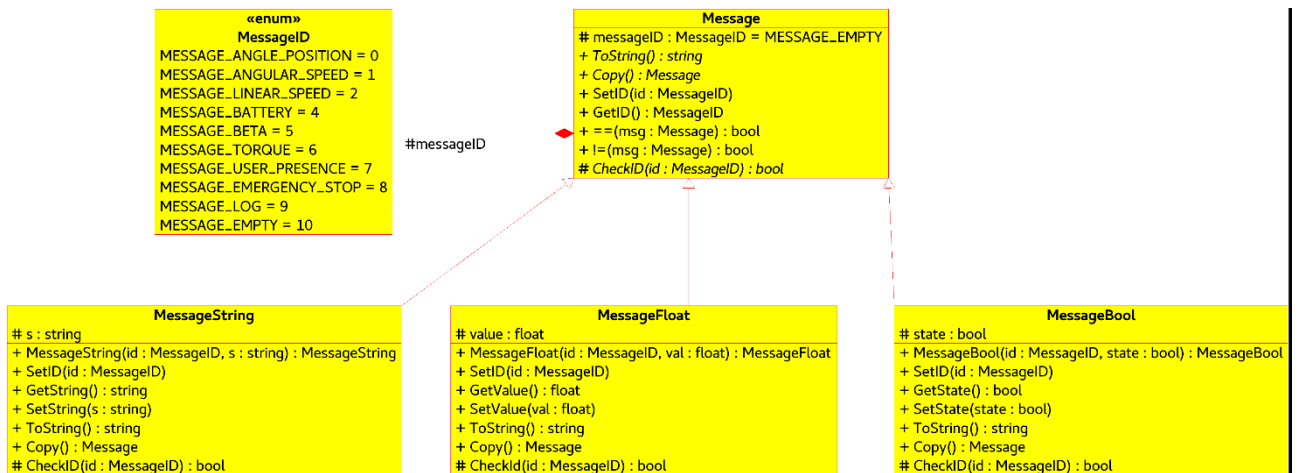 «enum»
MessageID
MESSAGE_ANGLE_POSITION = 0
MESSAGE_ANGULAR_SPEED = 1
MESSAGE_LINEAR_SPEED = 2
MESSAGE_BATTERY = 4
MESSAGE_BETA = 5
MESSAGE_TORQUE = 6
MESSAGE_USER_PRESENCE = 7
MESSAGE_EMERGENCY_STOP = 8
MESSAGE_LOG = 9
MESSAGE_EMPTY = 10
#messageID
Message
# messageID : MessageID = MESSAGE_EMPTY
+ ToString() : string
+ Copy() : Message
+ SetID(id : MessageID)
+ GetID() : MessageID
+ ==(msg : Message) : bool
+ !=(msg : Message) : bool
# CheckID(id : MessageID) : bool
MessageString
# s : string
+ MessageString(id : MessageID, s : string) : MessageString
+ SetID(id : MessageID)
+ GetString() : string
+ SetString(s : string)
+ ToString() : string
+ Copy() : Message
# CheckID(id : MessageID) : bool
MessageFloat
# value : float
+ MessageFloat(id : MessageID, val : float) : MessageFloat
+ SetID(id : MessageID)
+ GetValue() : float
+ SetValue(val : float)
+ ToString() : string
+ Copy() : Message
# CheckId(id : MessageID) : bool
MessageBool
# state : bool
+ MessageBool(id : MessageID, state : bool) : MessageBool
+ SetID(id : MessageID)
+ GetState() : bool
+ SetState(state : bool)
+ ToString() : string
+ Copy() : Message
# CheckID(id : MessageID) : bool